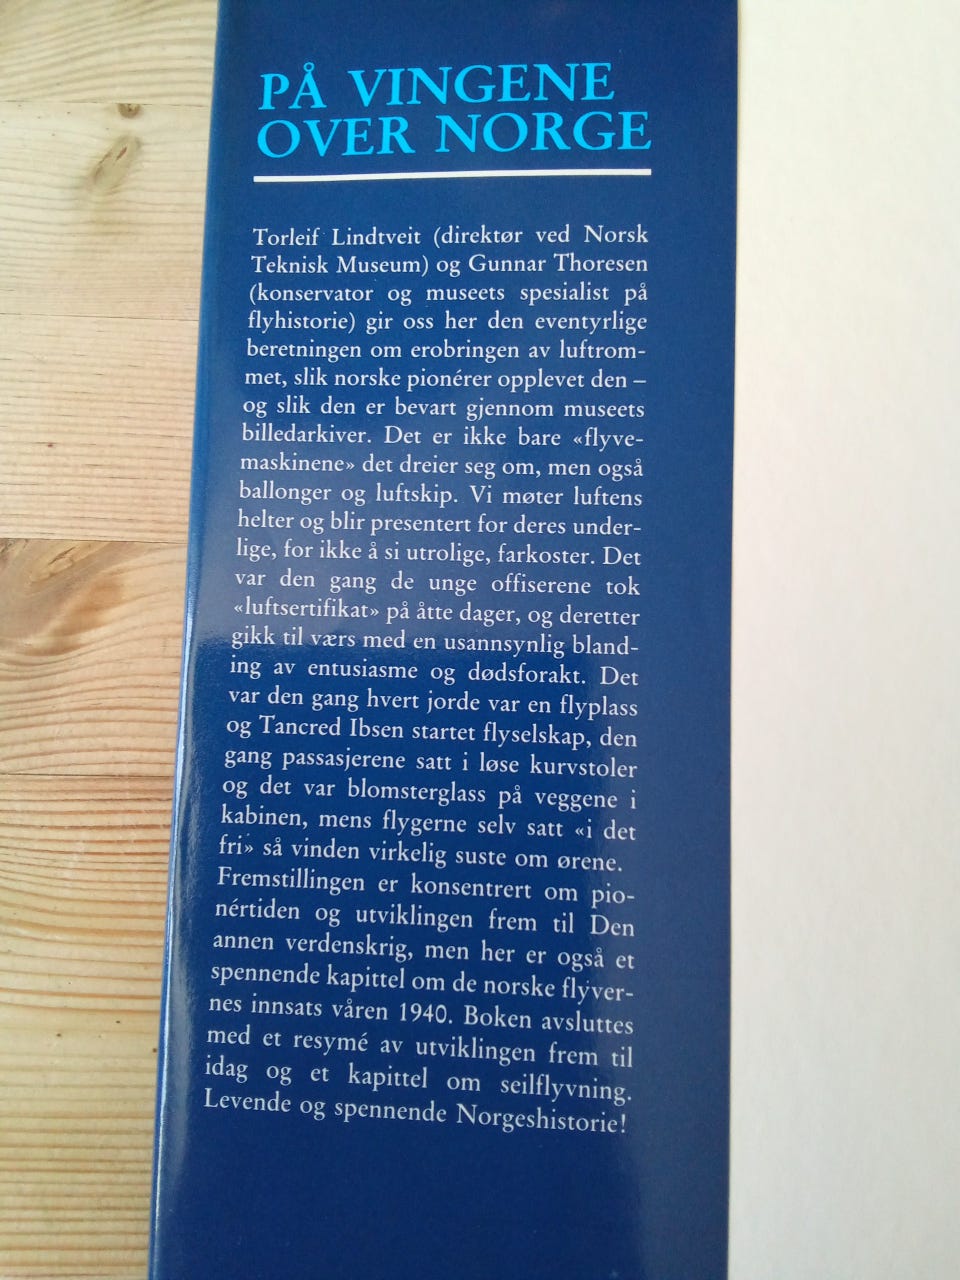 PÅ VINGENE
OVER NORGE
Torleif Lindtveit (direktør ved Norsk
Teknisk Museum) og Gunnar Thoresen
(konservator og museets spesialist på
flyhistorie) gir oss her den eventyrlige
beretningen om erobringen av luftrom-
met, slik norske pionérer opplevet den –
og slik den er bevart gjennom museets
billedarkiver. Det er ikke bare «flyve-
maskinene» det dreier seg om, men også
ballonger og luftskip. Vi møter luftens
helter og blir presentert for deres under-
lige, for ikke å si utrolige, farkoster. Det
var den gang de unge offiserene tok
«luftsertifikat» på åtte dager, og deretter
gikk til værs med en usannsynlig bland-
ing av entusiasme og dødsforakt. Det
var den gang hvert jorde var en flyplass
og Tancred Ibsen startet flyselskap, den
gang passasjerene satt i løse kurvstoler
og det var blomsterglass på veggene i
kabinen, mens flygerne selv satt «i det
fri» så vinden virkelig suste om ørene.
Fremstillingen er konsentrert om pio-
nértiden og utviklingen frem til Den
annen verdenskrig, men her er også et
spennende kapittel om de norske flyver-
nes innsats våren 1940. Boken avsluttes
med et resymé av utviklingen frem til
idag og et kapittel om seilflyvning.
Levende og spennende Norgeshistorie!